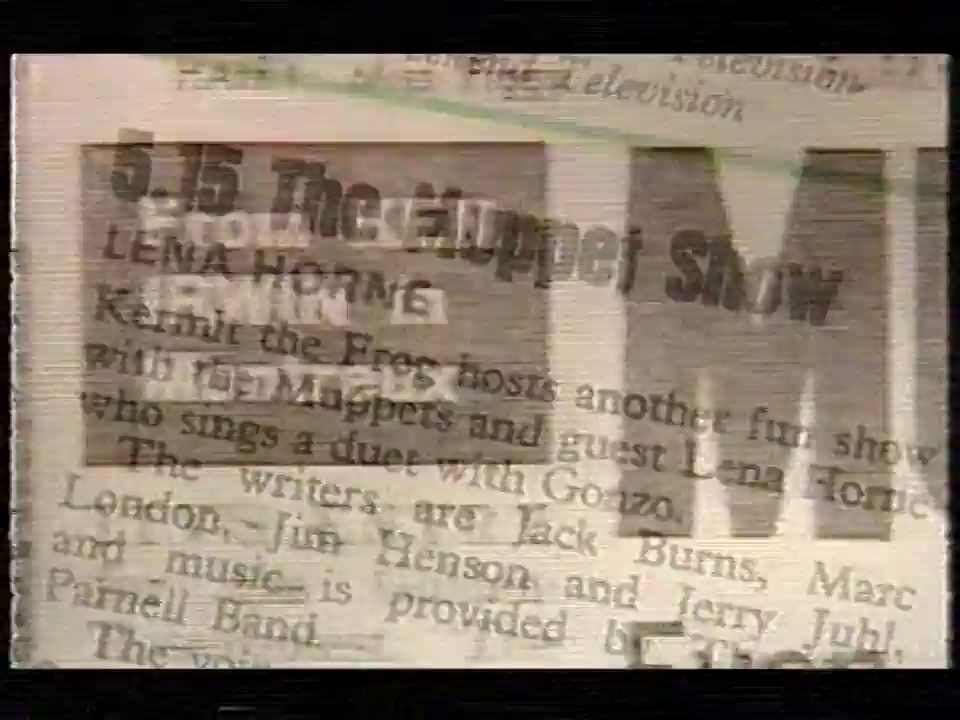 Television
Television
5.15 The Muppet Show
LENA HORNE
Kermit the Frog hosts another fun show
with the Muppets and guest Lena Horne
who sings a duet with Gonzo.
The writers are Jack Burns, Marc
London, Jim Henson and Jerry Juhl,
and music is provided by
Parnell Band.
The
M